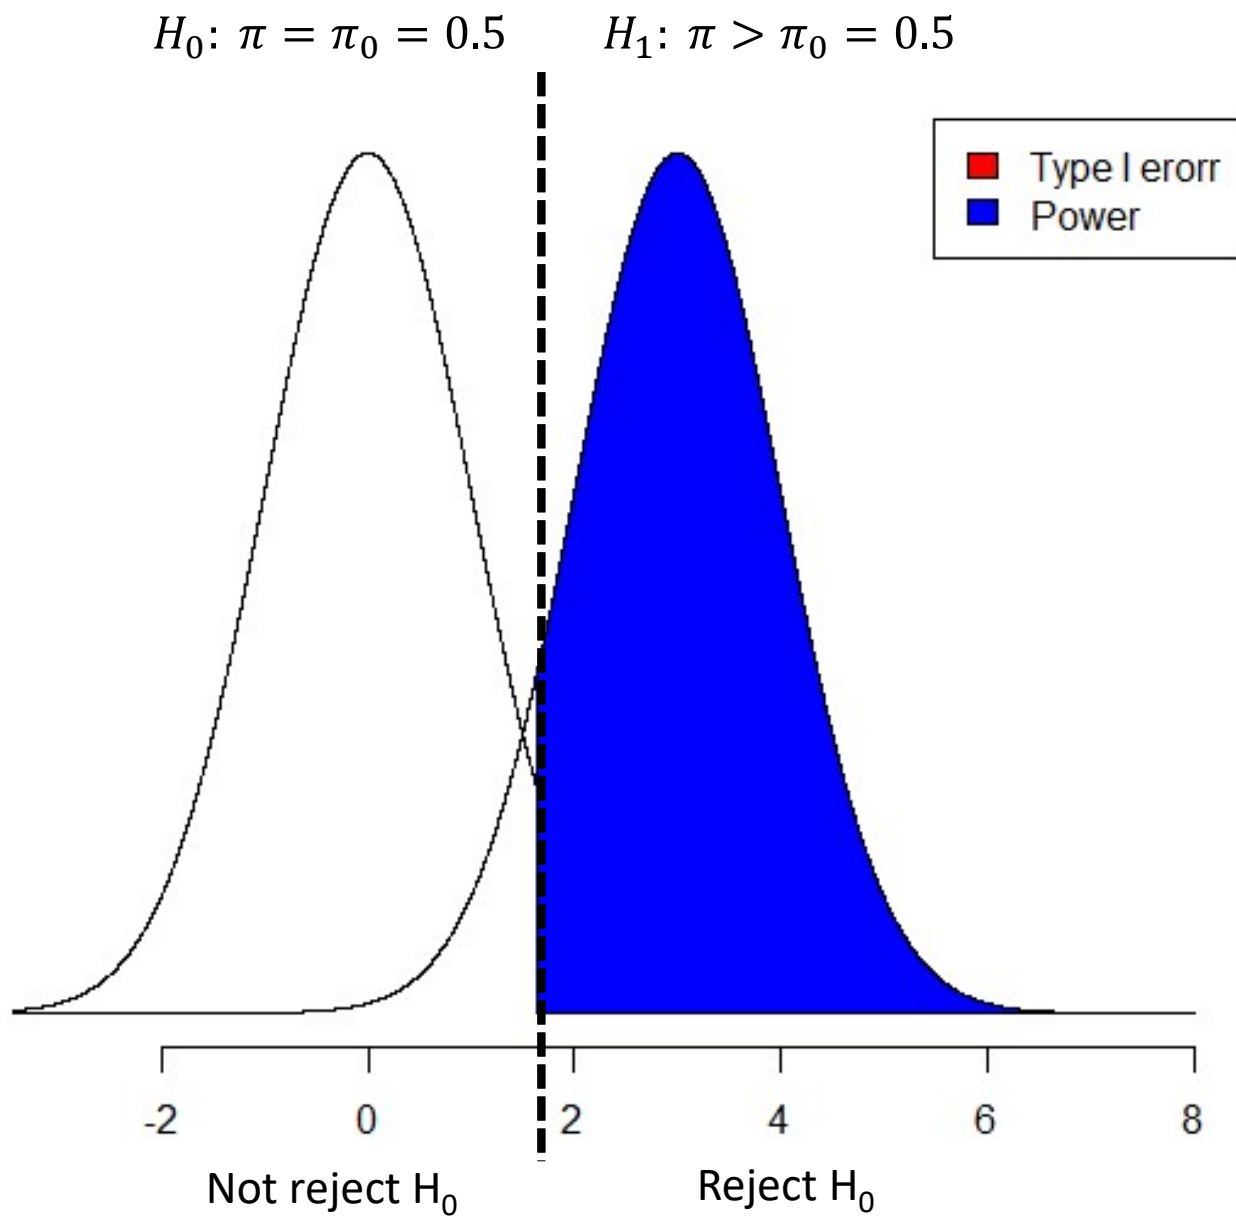 H₀: π = π₀ = 0.5
H₁: π > π₀ = 0.5
Type I erorr
Power
-2 0 2 4 6 8
Not reject H₀
Reject H₀